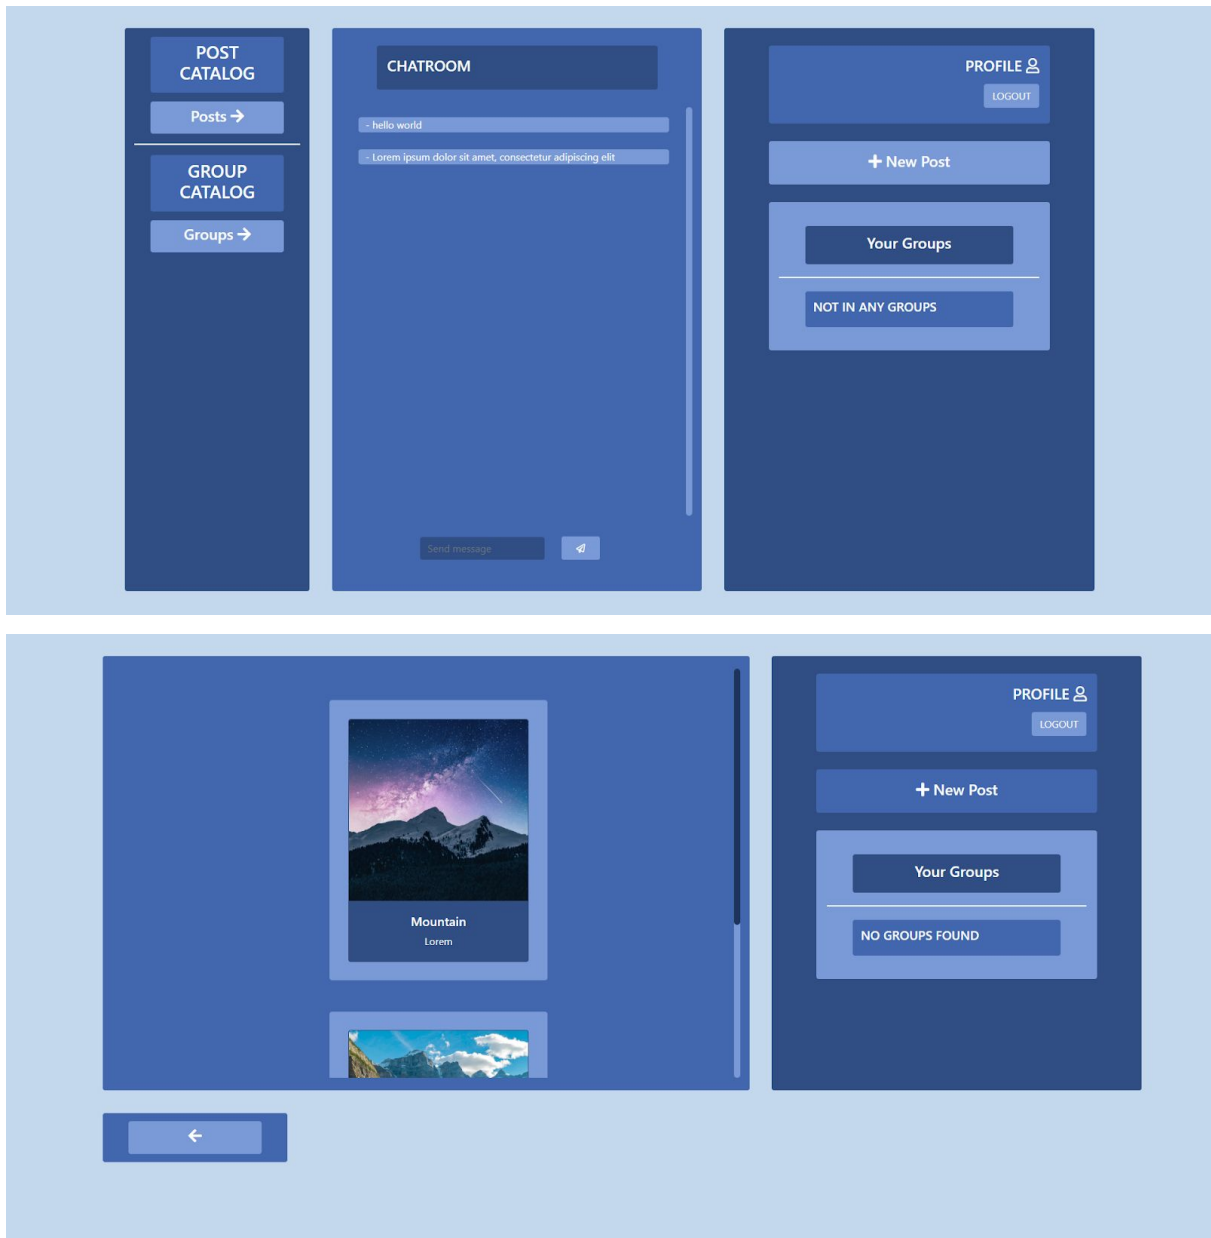 POST
CATALOG
Posts
GROUP
CATALOG
Groups
CHATROOM
- hello world
- Lorem ipsum dolor sit amet, consectetur adipiscing elit
Send message
PROFILE
LOGOUT
New Post
Your Groups
NOT IN ANY GROUPS
Mountain
Lorem
PROFILE
LOGOUT
New Post
Your Groups
NO GROUPS FOUND